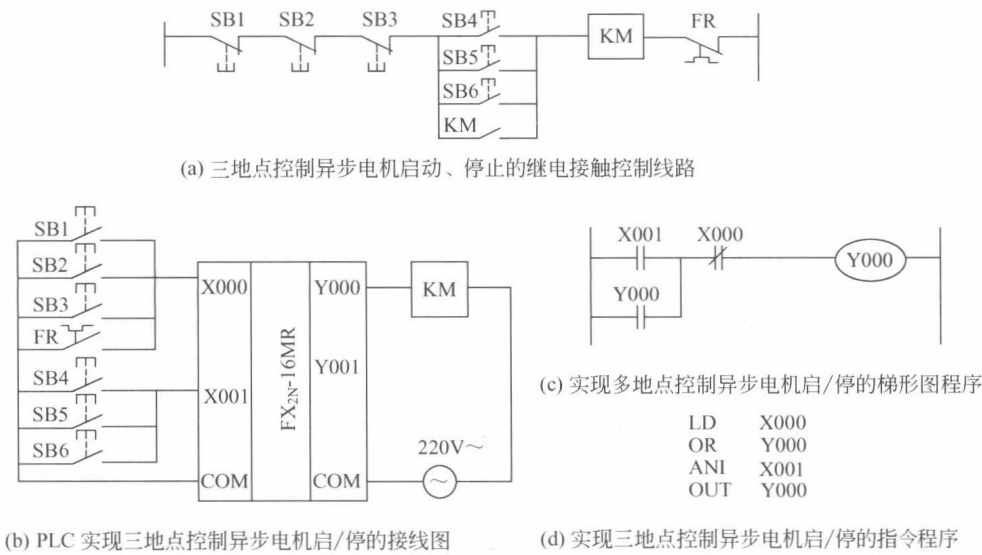 SB1 SB2 SB3 SB4 KM FR
SB5
SB6
KM
(a) 三地点控制异步电机启动、停止的继电接触控制线路
SB1
SB2
SB3
FR
SB4
SB5
SB6
X000
X001
COM
FX2N-16MR
Y000
Y001
COM
KM
220V～
～
(b) PLC 实现三地点控制异步电机启/停的接线图
X001 X000
Y000
Y000
(c) 实现多地点控制异步电机启/停的梯形图程序
LD X000
OR Y000
ANI X001
OUT Y000
(d) 实现三地点控制异步电机启/停的指令程序